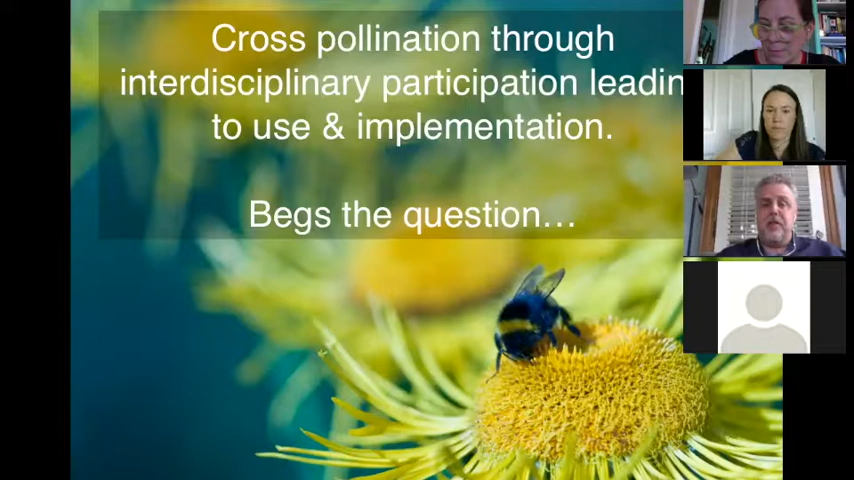 Cross pollination through
interdisciplinary participation leadin
to use & implementation.
Begs the question…